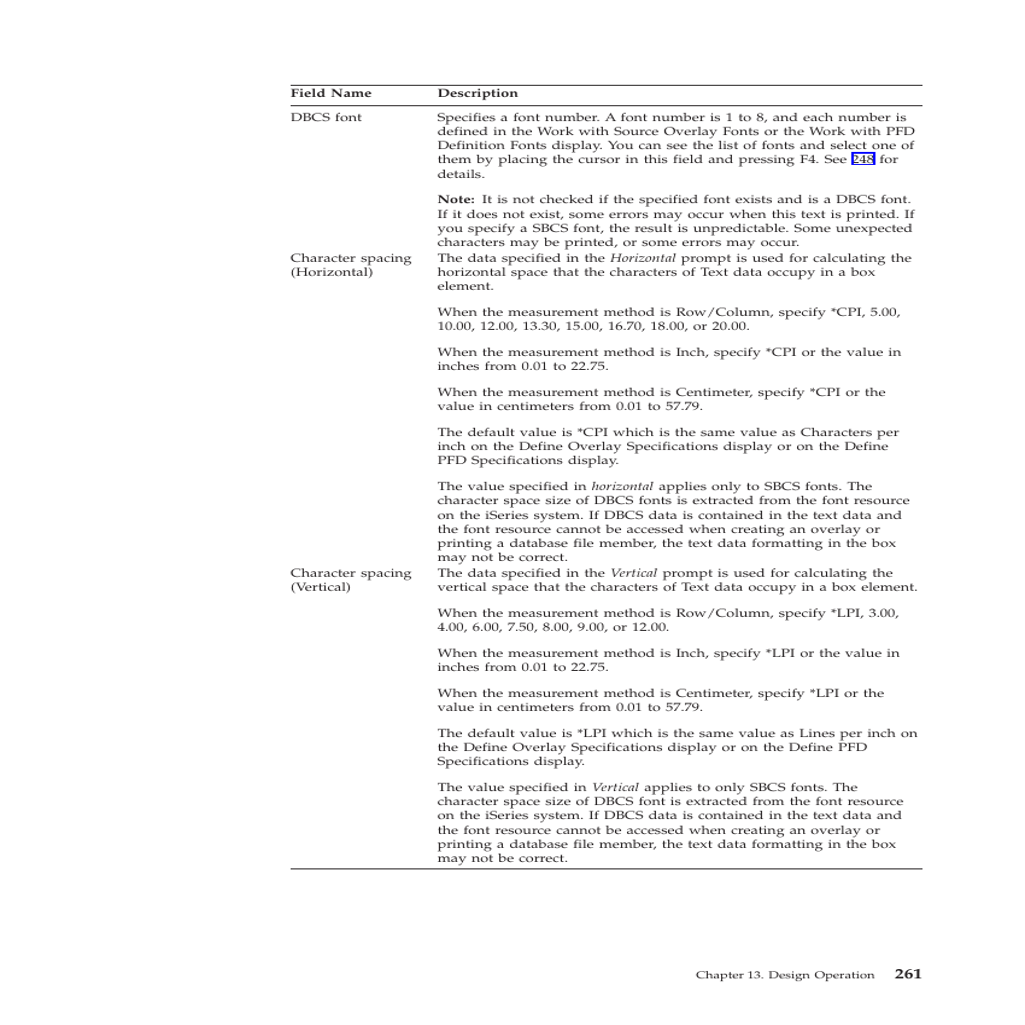 Field Name Description
DBCS font Specifies a font number. A font number is 1 to 8, and each number is
defined in the Work with Source Overlay Fonts or the Work with PFD
Definition Fonts display. You can see the list of fonts and select one of
them by placing the cursor in this field and pressing F4. See 248 for
details.
Note: It is not checked if the specified font exists and is a DBCS font.
If it does not exist, some errors may occur when this text is printed. If
you specify a SBCS font, the result is unpredictable. Some unexpected
characters may be printed, or some errors may occur.
Character spacing The data specified in the Horizontal prompt is used for calculating the
(Horizontal) horizontal space that the characters of Text data occupy in a box
element.
When the measurement method is Row/Column, specify *CPI, 5.00,
10.00, 12.00, 13.30, 15.00, 16.70, 18.00, or 20.00.
When the measurement method is Inch, specify *CPI or the value in
inches from 0.01 to 22.75.
When the measurement method is Centimeter, specify *CPI or the
value in centimeters from 0.01 to 57.79.
The default value is *CPI which is the same value as Characters per
inch on the Define Overlay Specifications display or on the Define
PFD Specifications display.
The value specified in horizontal applies only to SBCS fonts. The
character space size of DBCS fonts is extracted from the font resource
on the iSeries system. If DBCS data is contained in the text data and
the font resource cannot be accessed when creating an overlay or
printing a database file member, the text data formatting in the box
may not be correct.
Character spacing The data specified in the Vertical prompt is used for calculating the
(Vertical) vertical space that the characters of Text data occupy in a box element.
When the measurement method is Row/Column, specify *LPI, 3.00,
4.00, 6.00, 7.50, 8.00, 9.00, or 12.00.
When the measurement method is Inch, specify *LPI or the value in
inches from 0.01 to 22.75.
When the measurement method is Centimeter, specify *LPI or the
value in centimeters from 0.01 to 57.79.
The default value is *LPI which is the same value as Lines per inch on
the Define Overlay Specifications display or on the Define PFD
Specifications display.
The value specified in Vertical applies to only SBCS fonts. The
character space size of DBCS font is extracted from the font resource
on the iSeries system. If DBCS data is contained in the text data and
the font resource cannot be accessed when creating an overlay or
printing a database file member, the text data formatting in the box
may not be correct.
Chapter 13. Design Operation 261